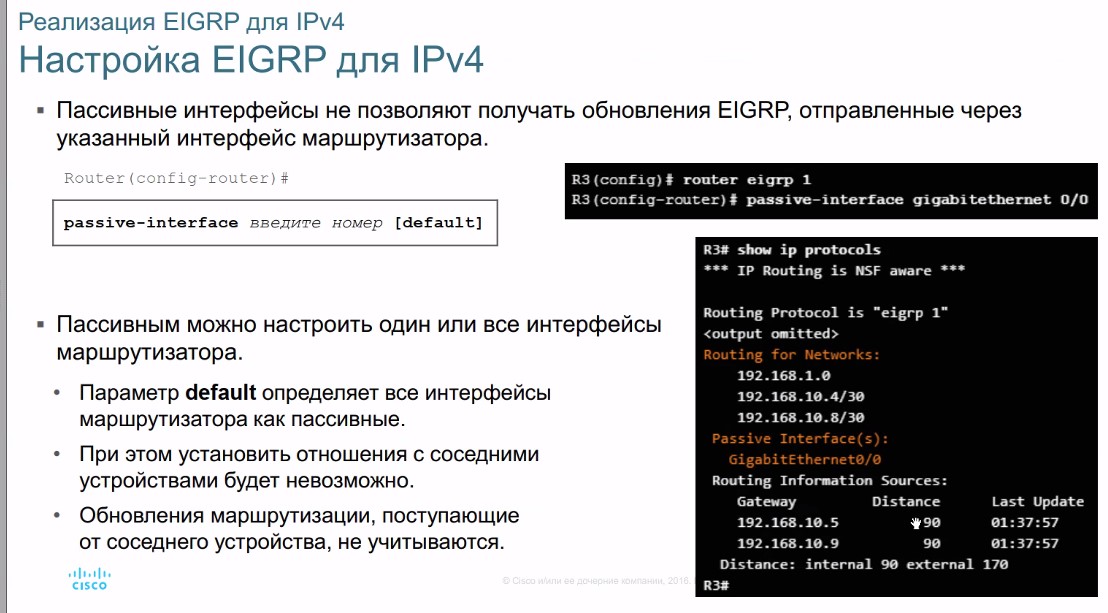 Реализация EIGRP для IPv4
Настройка EIGRP для IPv4
▪ Пассивные интерфейсы не позволяют получать обновления EIGRP, отправленные через
указанный интерфейс маршрутизатора.
Router(config-router)#
passive-interface введите номер [default]
R3(config)# router eigrp 1
R3(config-router)# passive-interface gigabitethernet 0/0
▪ Пассивным можно настроить один или все интерфейсы
маршрутизатора.
• Параметр default определяет все интерфейсы
маршрутизатора как пассивные.
• При этом установить отношения с соседними
устройствами будет невозможно.
• Обновления маршрутизации, поступающие
от соседнего устройства, не учитываются.
R3# show ip protocols
*** IP Routing is NSF aware ***
Routing Protocol is "eigrp 1"
<output omitted>
Routing for Networks:
192.168.1.0
192.168.10.4/30
192.168.10.8/30
Passive Interface(s):
GigabitEthernet0/0
Routing Information Sources:
Gateway Distance Last Update
192.168.10.5 90 01:37:57
192.168.10.9 90 01:37:57
Distance: internal 90 external 170
R3#
CISCO
© Cisco и/или ее дочерние компании, 2016.